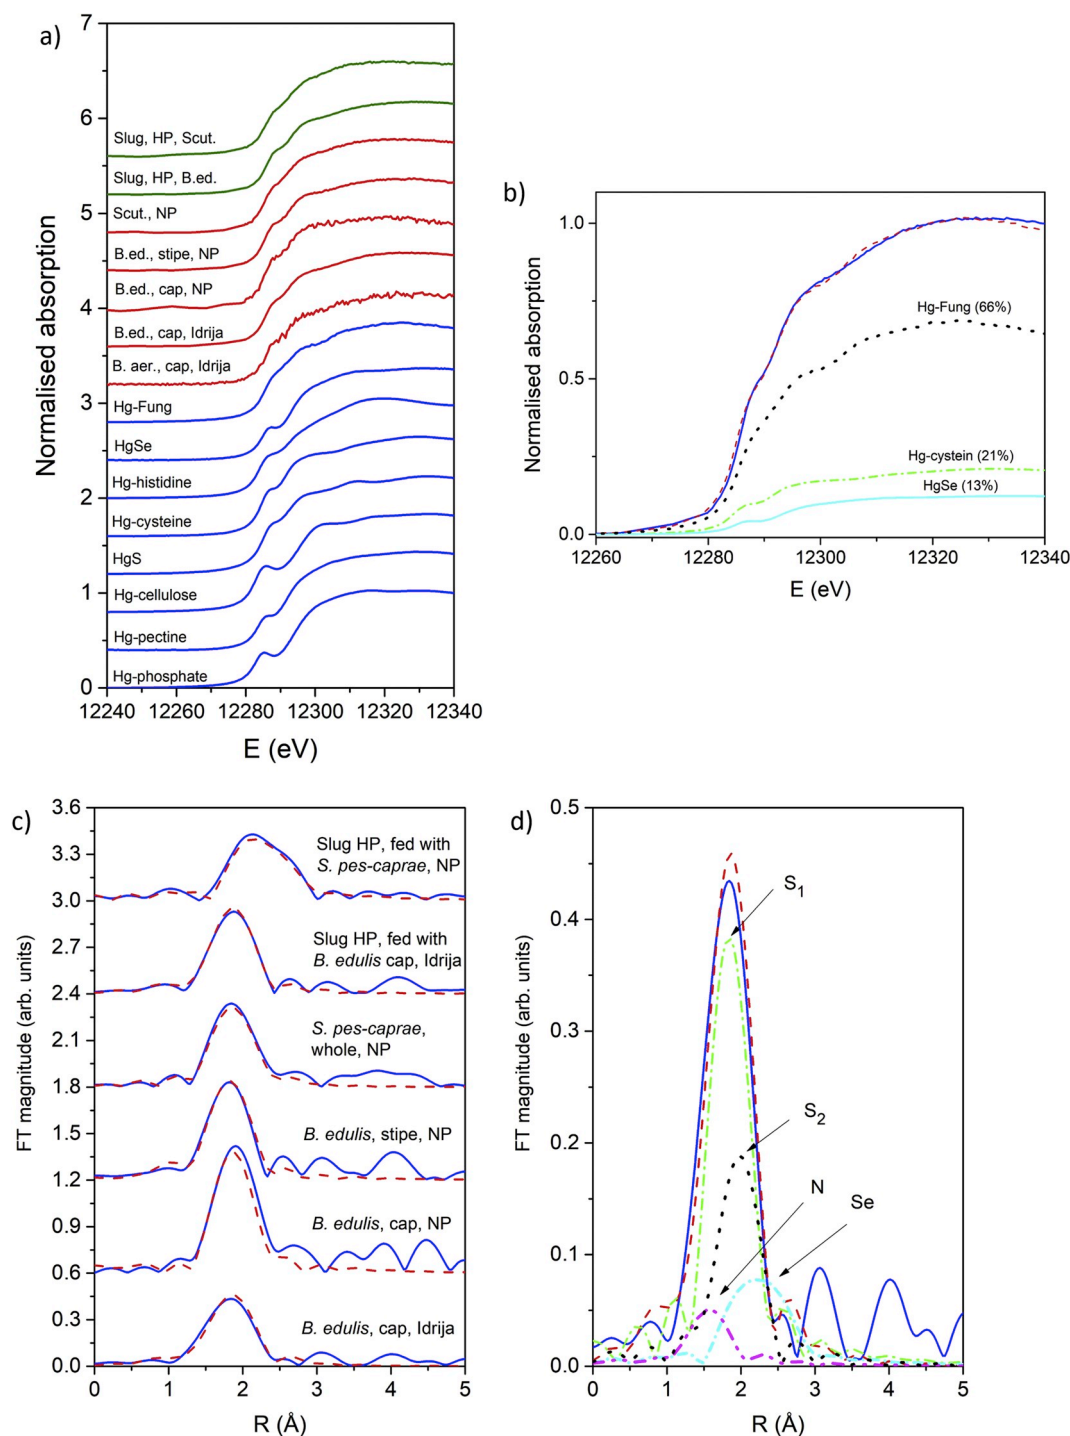 a)
7
6
5
4
3
2
1
0
Normalised absorption
Slug, HP, Scut.
Slug, HP, B.ed.
Scut., NP
B.ed., stipe, NP
B.ed., cap, NP
B.ed., cap, Idrija
B. aer., cap, Idrija
Hg-Fung
HgSe
Hg-histidine
Hg-cysteine
HgS
Hg-cellulose
Hg-pectine
Hg-phosphate
12240 12260 12280 12300 12320 12340
E (eV)
b)
1.0
0.5
0.0
Normalised absorption
Hg-Fung (66%)
Hg-cystein (21%)
HgSe (13%)
12260 12280 12300 12320 12340
E (eV)
c)
3.6
3.3
3.0
2.7
2.4
2.1
1.8
1.5
1.2
0.9
0.6
0.3
0.0
FT magnitude (arb. units)
Slug HP, fed with
S. pes-caprae, NP
Slug HP, fed with
B. edulis cap, Idrija
S. pes-caprae,
whole, NP
B. edulis, stipe, NP
B. edulis, cap, NP
B. edulis, cap, Idrija
0 1 2 3 4 5
R (Å)
d)
0.5
0.4
0.3
0.2
0.1
0.0
FT magnitude (arb. units)
S1
S2
N
Se
0 1 2 3 4 5
R (Å)